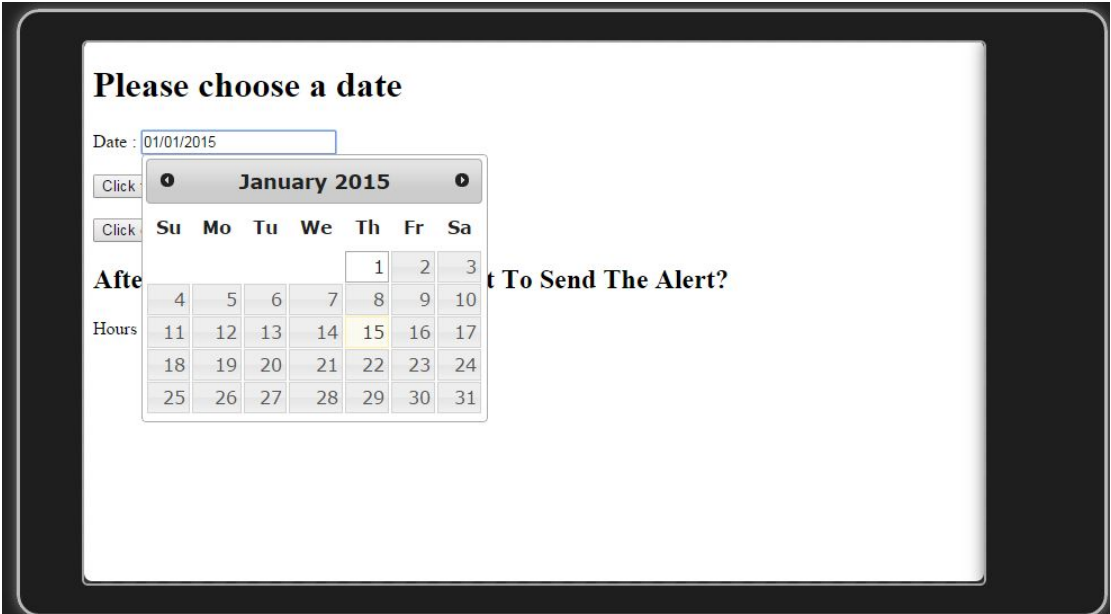 Please choose a date
Date : 01/01/2015
Click
January 2015
Click
Su Mo Tu We Th Fr Sa
1 2 3
Afte
t To Send The Alert?
4 5 6 7 8 9 10
Hours
11 12 13 14 15 16 17
18 19 20 21 22 23 24
25 26 27 28 29 30 31